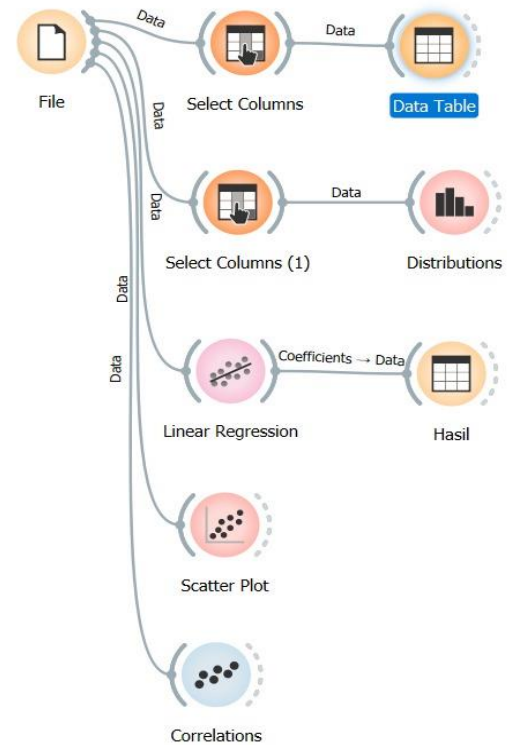 Data
Data
File
Select Columns
Data Table
Data
Data
Data
Select Columns (1)
Distributions
Data
Coefficients → Data
Data
Linear Regression
Hasil
Scatter Plot
Correlations